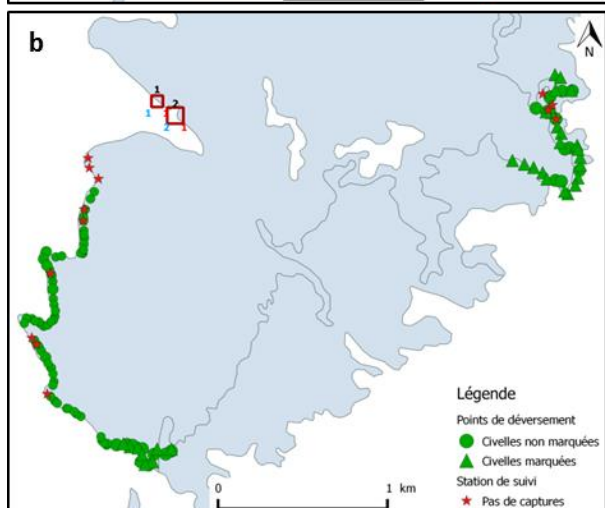 b
N
1
2
1
1
2
1
Légende
Points de déversement
Civelles non marquées
Civelles marquées
Station de suivi
Pas de captures
0
1 km